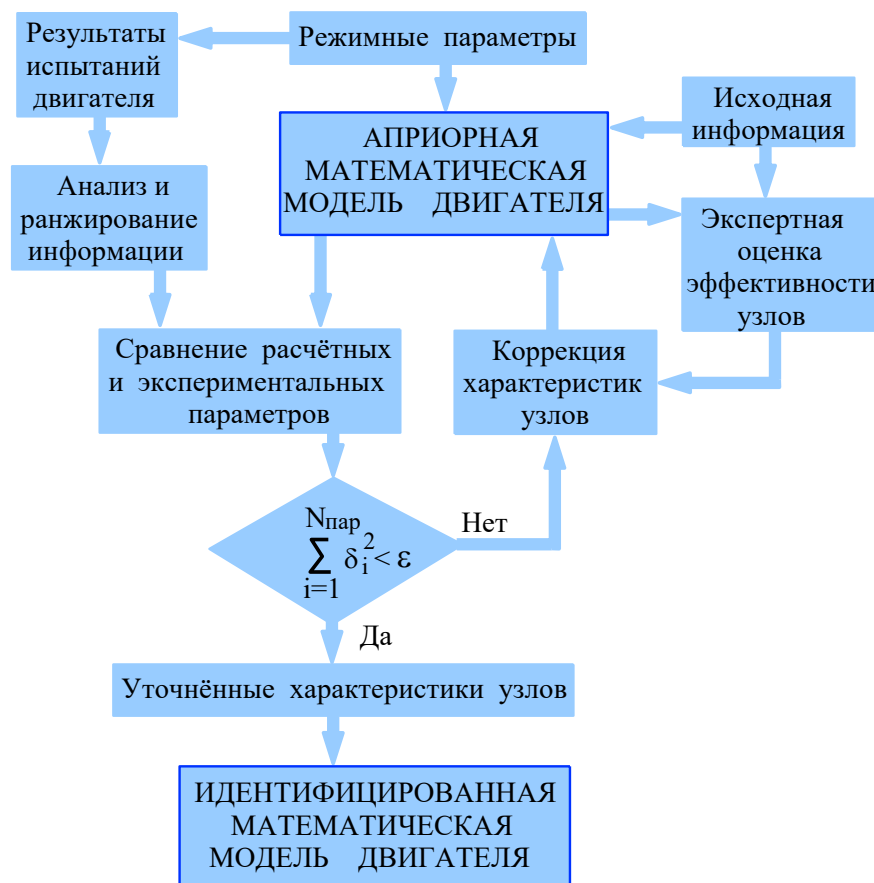 Результаты
испытаний
двигателя
Режимные параметры
Исходная
информация
АПРИОРНАЯ
МАТЕМАТИЧЕСКАЯ
МОДЕЛЬ ДВИГАТЕЛЯ
Анализ и
ранжирование
информации
Экспертная
оценка
эффективности
узлов
Сравнение расчётных
и экспериментальных
параметров
Коррекция
характеристик
узлов
Nпар
∑ δi² < ε
i=1
Нет
Да
Уточнённые характеристики узлов
ИДЕНТИФИЦИРОВАННАЯ
МАТЕМАТИЧЕСКАЯ
МОДЕЛЬ ДВИГАТЕЛЯ